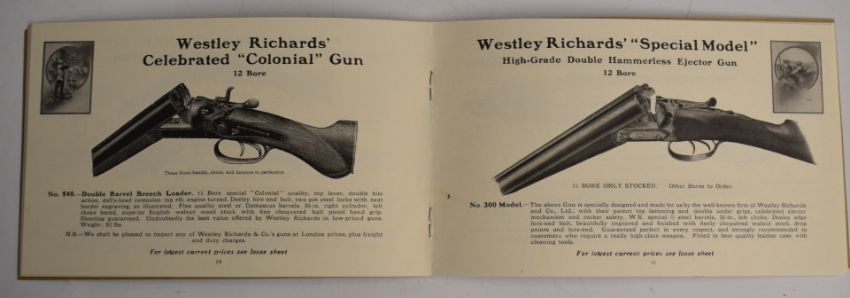 Westley Richards'
Celebrated "Colonial" Gun
12 Bore
These Guns handle, shoot, and balance to perfection
No. 940.—Double Barrel Breech Loader. 12 Bore special "Colonial" quality, top lever, double bite
action, doll's-head extension top rib, engine turned, Deeley fore end bolt, two pin steel locks with neat
border engraving, as illustrated. Fine quality steel or Damascus barrels, 30-in. right cylinder, left
choke bored, superior English walnut wood stock with fine chequered half pistol hand grip.
Shooting guaranteed. Undoubtedly the best value offered by Westley Richards in low-priced guns.
Weight: lbs
N.B.—We shall be pleased to import any of Westley Richards & Co.'s guns at London prices, plus freight
and duty charges.
For latest current prices see loose sheet
14
Westley Richards' "Special Model"
High-Grade Double Hammerless Ejector Gun
12 Bore
12 BORE ONLY STOCKED. Other Bores to Order.
No. 300 Model.—The above Gun is specially designed and made for us by the well-known firm of Westley Richards
and Co., Ltd., with their patent top fastening and double under grips, celebrated ejector
mechanism and rocker safety, W.R. special steel barrels, 30-in., left choke, Deeley edge
fore-end bolt, beautifully engraved and finished with finely chequered walnut stock, drop
points and fore-end. Guaranteed perfect in every respect, and strongly recommended to
customers who require a really high-class weapon. Fitted in best quality leather case, with
cleaning tools.
For latest current prices see loose sheet
15